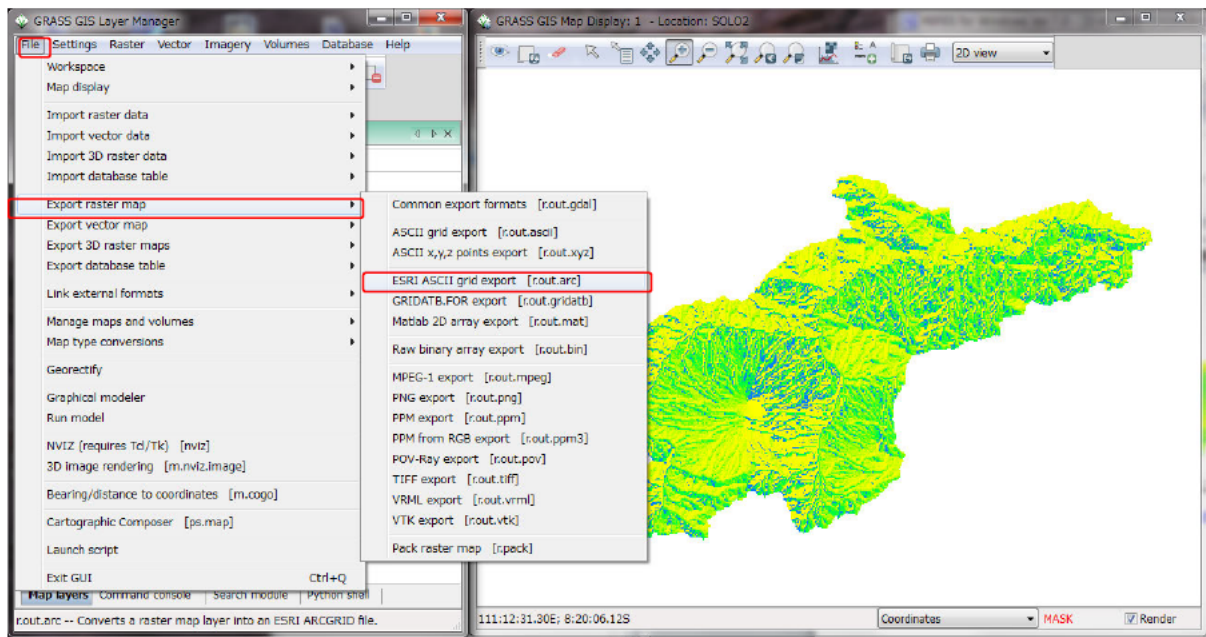 GRASS GIS Layer Manager
File Settings Raster Vector Imagery Volumes Database Help
Workspace
Map display
Import raster data
Import vector data
Import 3D raster data
Import database table
Export raster map
Export vector map
Export 3D raster maps
Export database table
Link external formats
Manage maps and volumes
Map type conversions
Georectify
Graphical modeler
Run model
NVIZ (requires Tcl/Tk) [nviz]
3D image rendering [m.nviz.image]
Bearing/distance to coordinates [m.cogo]
Cartographic Composer [ps.map]
Launch script
Exit GUI Ctrl+Q
Common export formats [r.out.gdal]
ASCII grid export [r.out.ascii]
ASCII x,y,z points export [r.out.xyz]
ESRI ASCII grid export [r.out.arc]
GRIDATB.FOR export [r.out.gridatb]
Matlab 2D array export [r.out.mat]
Raw binary array export [r.out.bin]
MPEG-1 export [r.out.mpeg]
PNG export [r.out.png]
PPM export [r.out.ppm]
PPM from RGB export [r.out.ppm3]
POV-Ray export [r.out.pov]
TIFF export [r.out.tiff]
VRML export [r.out.vrml]
VTK export [r.out.vtk]
Pack raster map [r.pack]
Map layers Command console Search module Python shell
r.out.arc -- Converts a raster map layer into an ESRI ARCGRID file.
GRASS GIS Map Display: 1 - Location: SOLO2
2D view
111:12:31.30E; 8:20:06.12S
Coordinates
MASK
Render